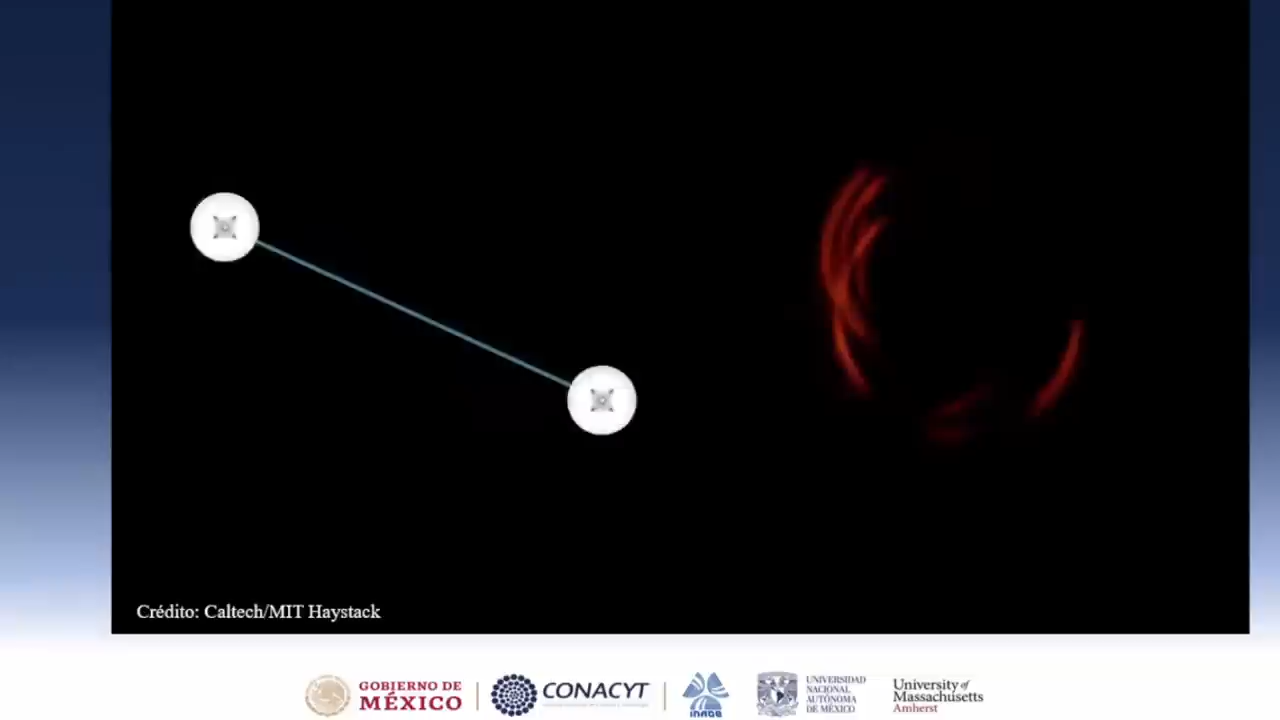 Crédito: Caltech/MIT Haystack
GOBIERNO DE
MÉXICO
CONACYT
INAOE
UNIVERSIDAD
NACIONAL
AUTÓNOMA
DE MÉXICO
University of
Massachusetts
Amherst